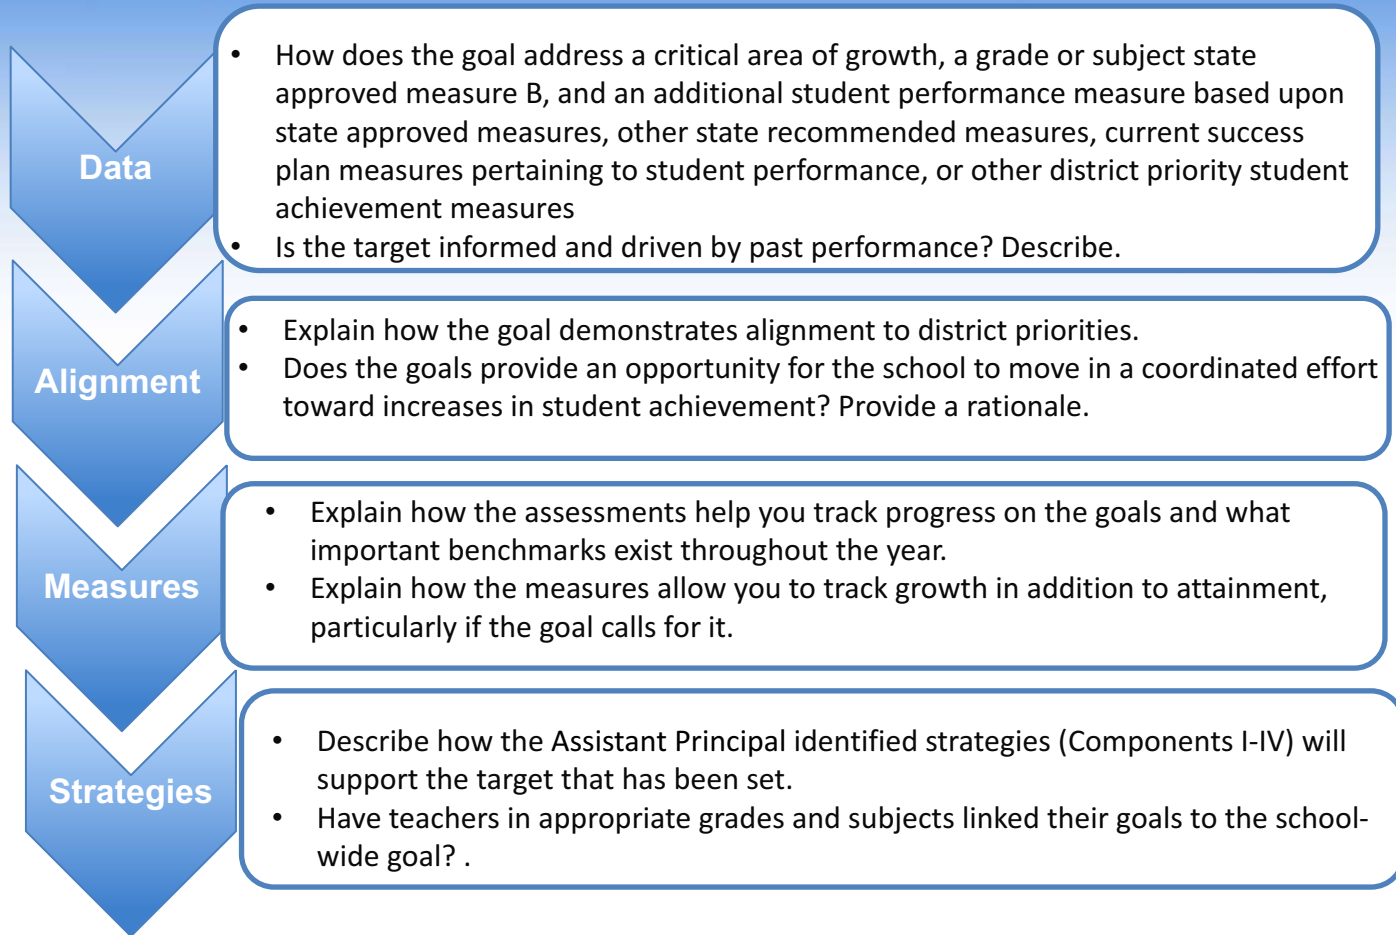 Data
• How does the goal address a critical area of growth, a grade or subject state
approved measure B, and an additional student performance measure based upon
state approved measures, other state recommended measures, current success
plan measures pertaining to student performance, or other district priority student
achievement measures
• Is the target informed and driven by past performance? Describe.
Alignment
• Explain how the goal demonstrates alignment to district priorities.
• Does the goals provide an opportunity for the school to move in a coordinated effort
toward increases in student achievement? Provide a rationale.
Measures
• Explain how the assessments help you track progress on the goals and what
important benchmarks exist throughout the year.
• Explain how the measures allow you to track growth in addition to attainment,
particularly if the goal calls for it.
Strategies
• Describe how the Assistant Principal identified strategies (Components I-IV) will
support the target that has been set.
• Have teachers in appropriate grades and subjects linked their goals to the school-
wide goal? .